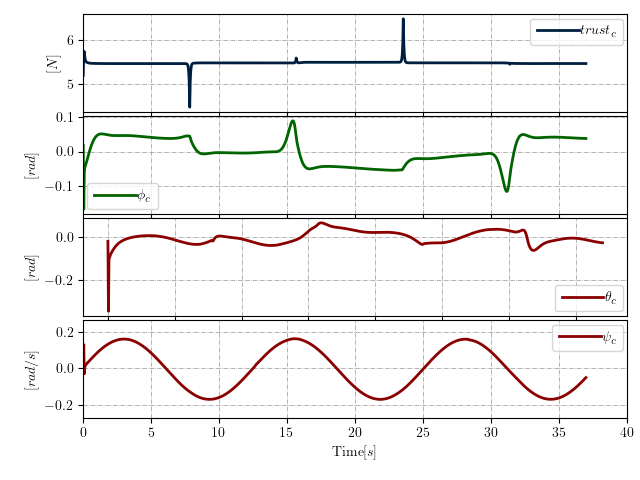 6
5
[N]
trust_c
0.1
0.0
−0.1
[rad]
ϕ_c
0.0
−0.2
[rad]
θ_c
0.2
0.0
−0.2
[rad/s]
ψ_c
0 5 10 15 20 25 30 35 40
Time[s]